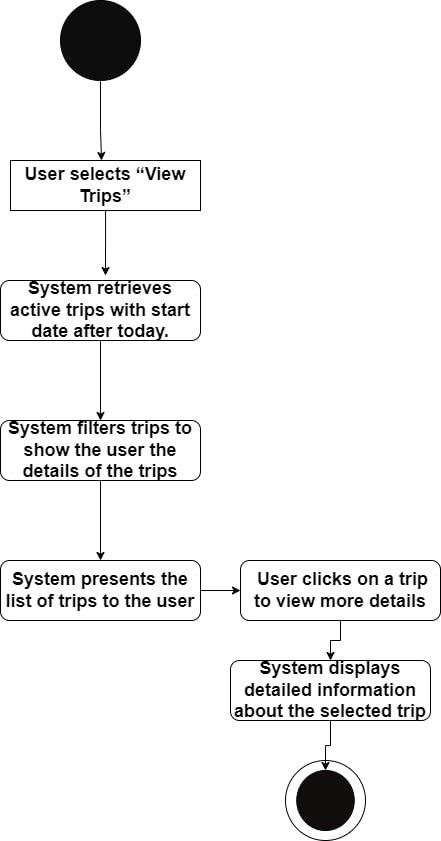 User selects “View
Trips”
System retrieves
active trips with start
date after today.
System filters trips to
show the user the
details of the trips
System presents the
list of trips to the user
User clicks on a trip
to view more details
System displays
detailed information
about the selected trip